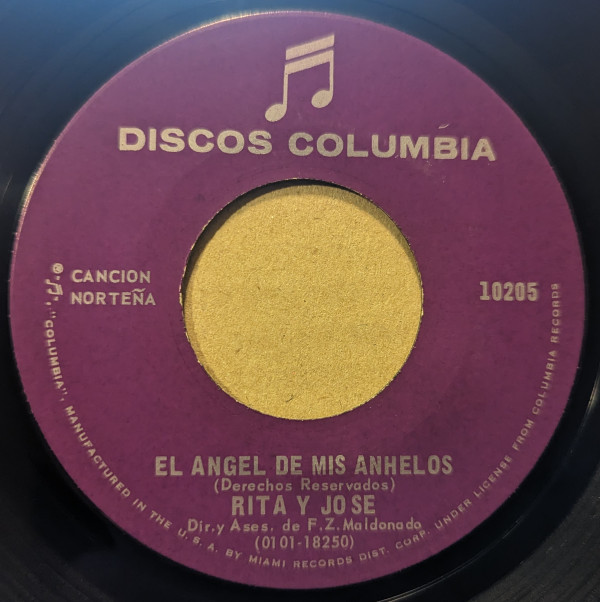 DISCOS COLUMBIA
CANCION
NORTEÑA
10205
EL ANGEL DE MIS ANHELOS
(Derechos Reservados)
RITA Y JOSE
Dir. y Ases. de F. Z. Maldonado
(0101-18250)
®, "COLUMBIA", MANUFACTURED IN THE U. S. A. BY MIAMI RECORDS DIST. CORP. UNDER LICENSE FROM COLUMBIA RECORDS